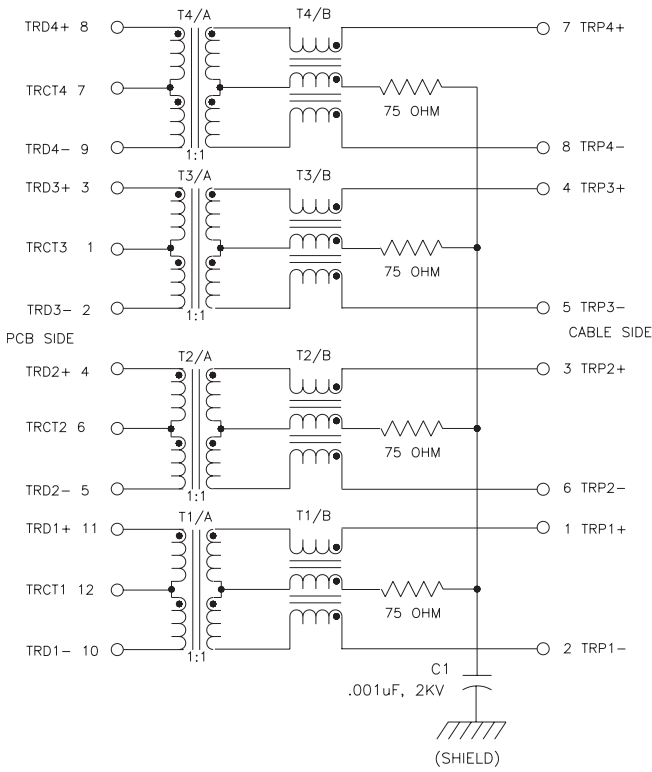 T4/A T4/B
TRD4+ 8 7 TRP4+
TRCT4 7
75 OHM
TRD4- 9 8 TRP4-
1:1
T3/A T3/B
TRD3+ 3 4 TRP3+
TRCT3 1
75 OHM
TRD3- 2 5 TRP3-
1:1
PCB SIDE CABLE SIDE
T2/A T2/B
TRD2+ 4 3 TRP2+
TRCT2 6
75 OHM
TRD2- 5 6 TRP2-
1:1
T1/A T1/B
TRD1+ 11 1 TRP1+
TRCT1 12
75 OHM
TRD1- 10 2 TRP1-
1:1
C1
.001uF, 2KV
(SHIELD)